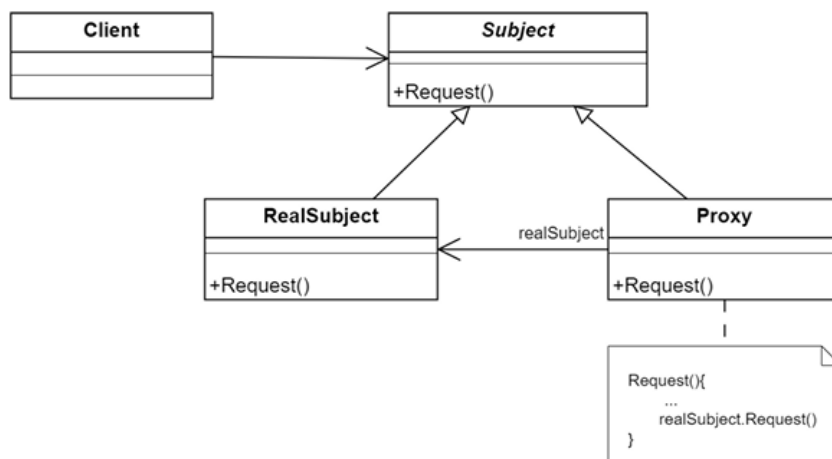 Client
Subject
+Request()
RealSubject
+Request()
realSubject
Proxy
+Request()
Request(){
...
realSubject.Request()
}